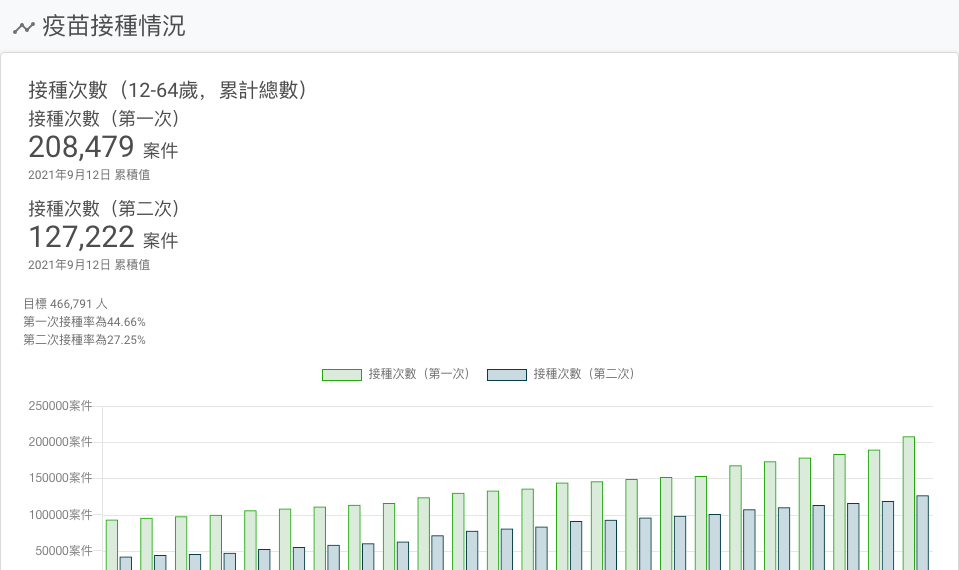 疫苗接種情況
接種次數（12-64歲，累計總數）
接種次數（第一次）
208,479 案件
2021年9月12日 累積值
接種次數（第二次）
127,222 案件
2021年9月12日 累積值
目標 466,791 人
第一次接種率為44.66%
第二次接種率為27.25%
接種次數（第一次） 接種次數（第二次）
250000案件
200000案件
150000案件
100000案件
50000案件